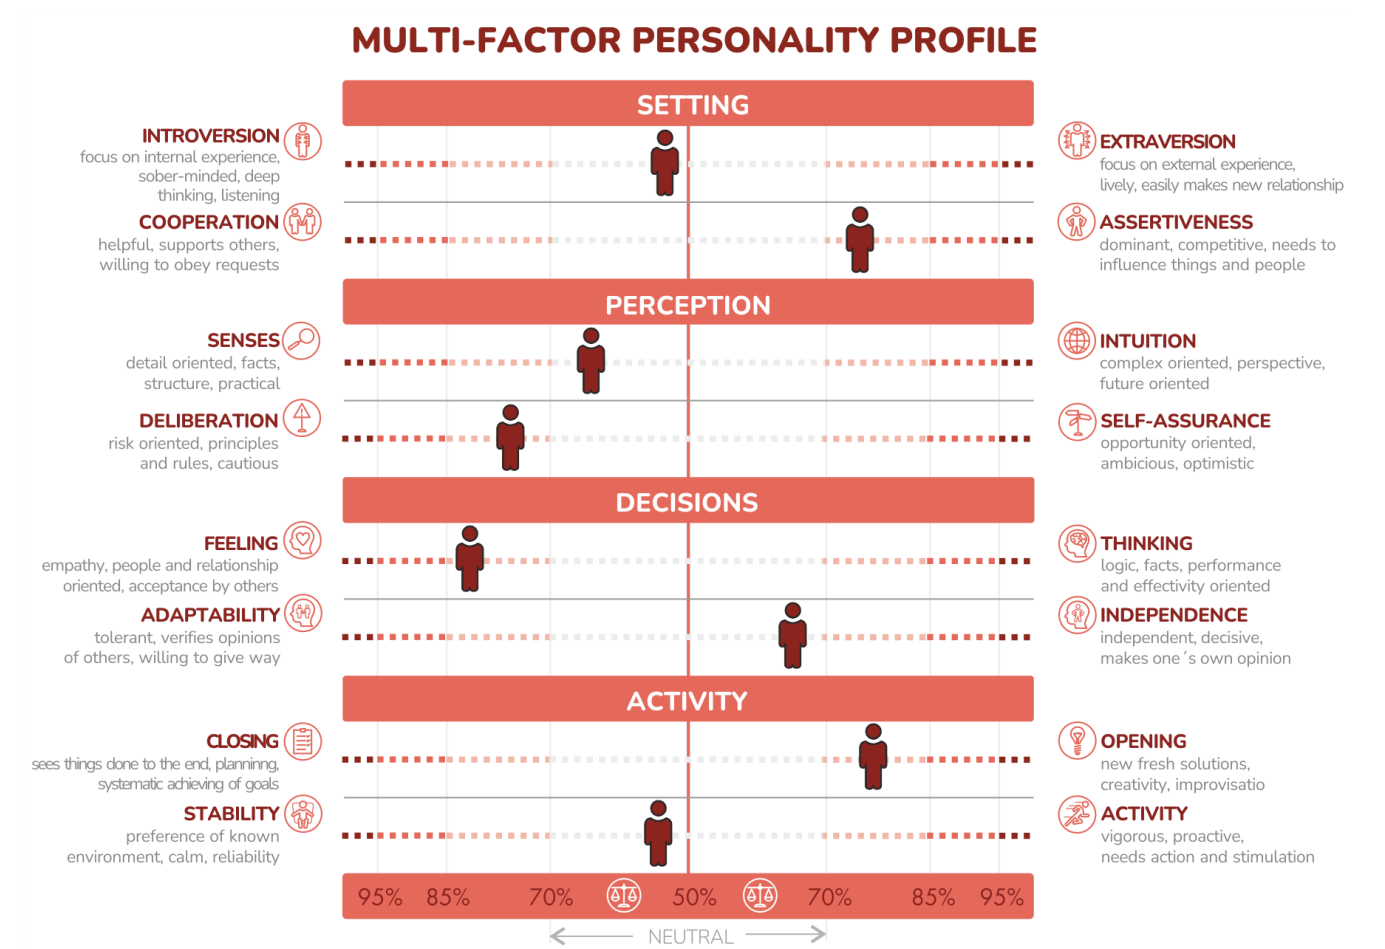 MULTI-FACTOR PERSONALITY PROFILE
SETTING
INTROVERSION
focus on internal experience,
sober-minded, deep
thinking, listening
EXTRAVERSION
focus on external experience,
lively, easily makes new relationship
COOPERATION
helpful, supports others,
willing to obey requests
ASSERTIVENESS
dominant, competitive, needs to
influence things and people
PERCEPTION
SENSES
detail oriented, facts,
structure, practical
INTUITION
complex oriented, perspective,
future oriented
DELIBERATION
risk oriented, principles
and rules, cautious
SELF-ASSURANCE
opportunity oriented,
ambicious, optimistic
DECISIONS
FEELING
empathy, people and relationship
oriented, acceptance by others
THINKING
logic, facts, performance
and effectivity oriented
ADAPTABILITY
tolerant, verifies opinions
of others, willing to give way
INDEPENDENCE
independent, decisive,
makes one´s own opinion
ACTIVITY
CLOSING
sees things done to the end, planninng,
systematic achieving of goals
OPENING
new fresh solutions,
creativity, improvisatio
STABILITY
preference of known
environment, calm, reliability
ACTIVITY
vigorous, proactive,
needs action and stimulation
95% 85% 70% 50% 70% 85% 95%
NEUTRAL